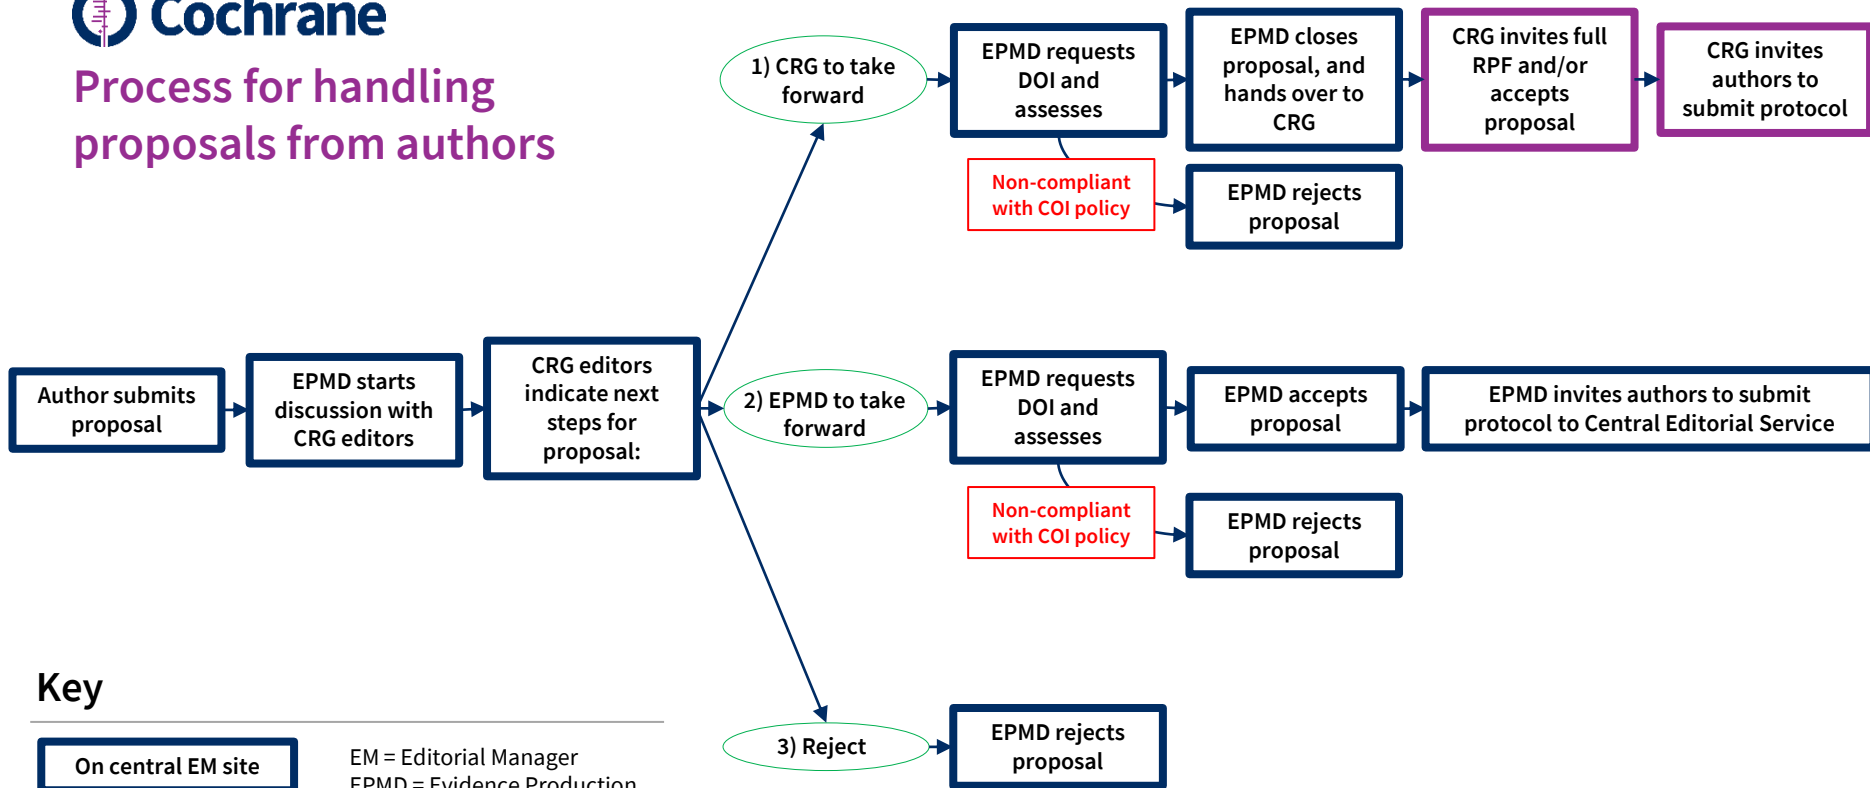 Cochrane
Process for handling
proposals from authors
Author submits
proposal
EPMD starts
discussion with
CRG editors
CRG editors
indicate next
steps for
proposal:
1) CRG to take
forward
EPMD requests
DOI and
assesses
EPMD closes
proposal, and
hands over to
CRG
CRG invites full
RPF and/or
accepts
proposal
CRG invites
authors to
submit protocol
Non-compliant
with COI policy
EPMD rejects
proposal
2) EPMD to take
forward
EPMD requests
DOI and
assesses
EPMD accepts
proposal
EPMD invites authors to submit
protocol to Central Editorial Service
Non-compliant
with COI policy
EPMD rejects
proposal
3) Reject
EPMD rejects
proposal
Key
On central EM site
EM = Editorial Manager
EPMD = Evidence Production